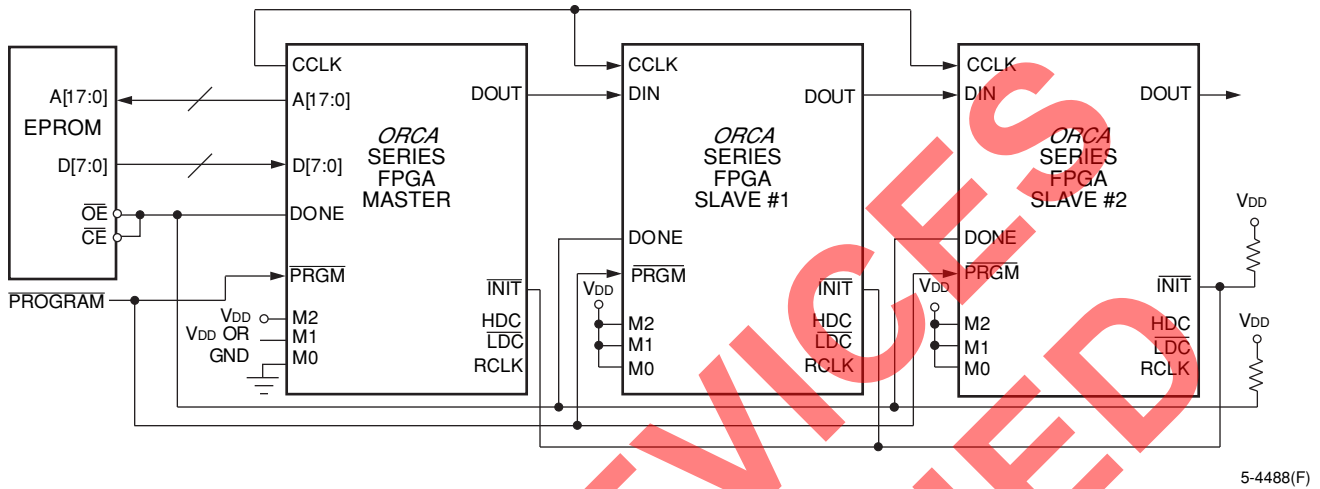 EPROM
A[17:0]
D[7:0]
OE
CE
PROGRAM
CCLK
A[17:0]
D[7:0]
DONE
PRGM
VDD
M2
VDD OR
GND
M1
M0
DOUT
ORCA
SERIES
FPGA
MASTER
INIT
HDC
LDC
RCLK
CCLK
DIN
DOUT
ORCA
SERIES
FPGA
SLAVE #1
DONE
PRGM
VDD
M2
M1
M0
INIT
HDC
LDC
RCLK
CCLK
DIN
DOUT
ORCA
SERIES
FPGA
SLAVE #2
DONE
PRGM
VDD
M2
M1
M0
INIT
HDC
LDC
RCLK
VDD
VDD
5-4488(F)